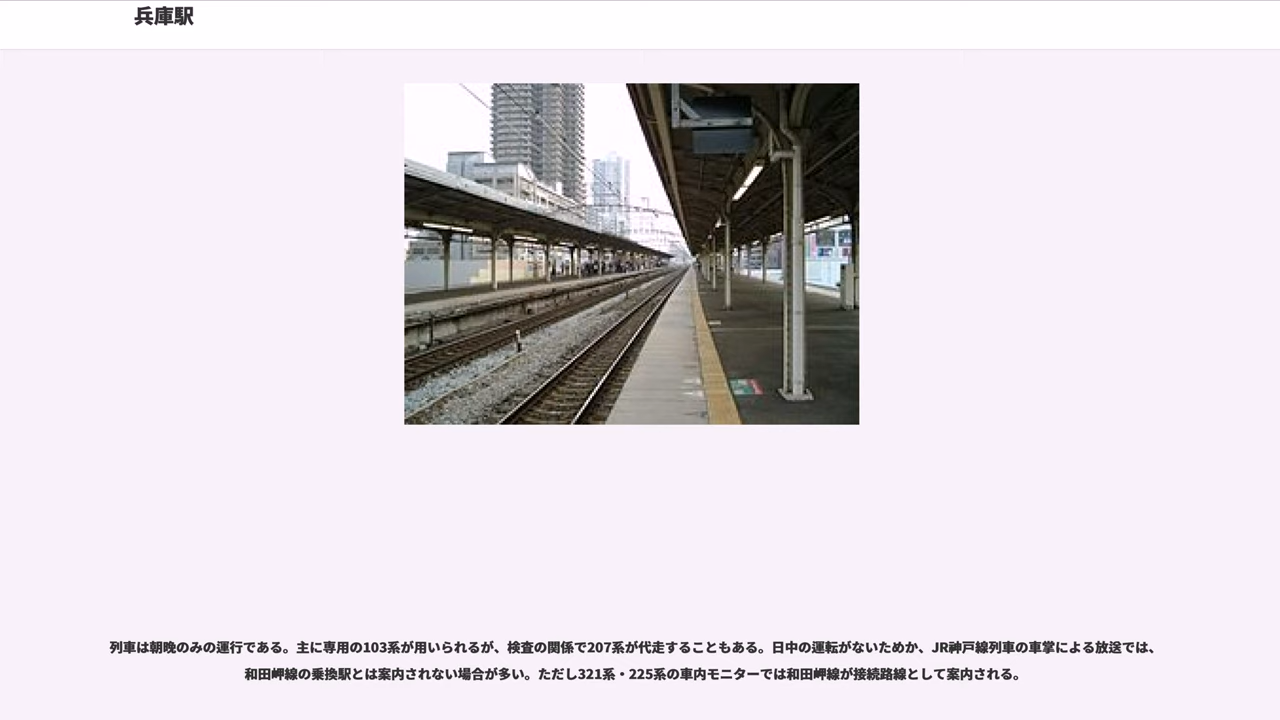 兵庫駅
列車は朝晩のみの運行である。主に専用の103系が用いられるが、検査の関係で207系が代走することもある。日中の運転がないためか、JR神戸線列車の車掌による放送では、
和田岬線の乗換駅とは案内されない場合が多い。ただし321系・225系の車内モニターでは和田岬線が接続路線として案内される。